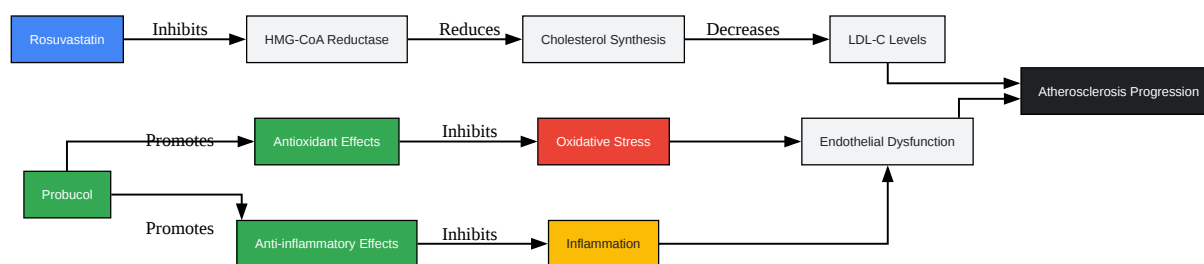 Rosuvastatin
Inhibits
HMG-CoA Reductase
Reduces
Cholesterol Synthesis
Decreases
LDL-C Levels
Atherosclerosis Progression
Promotes
Antioxidant Effects
Inhibits
Oxidative Stress
Endothelial Dysfunction
Probucol
Promotes
Anti-inflammatory Effects
Inhibits
Inflammation